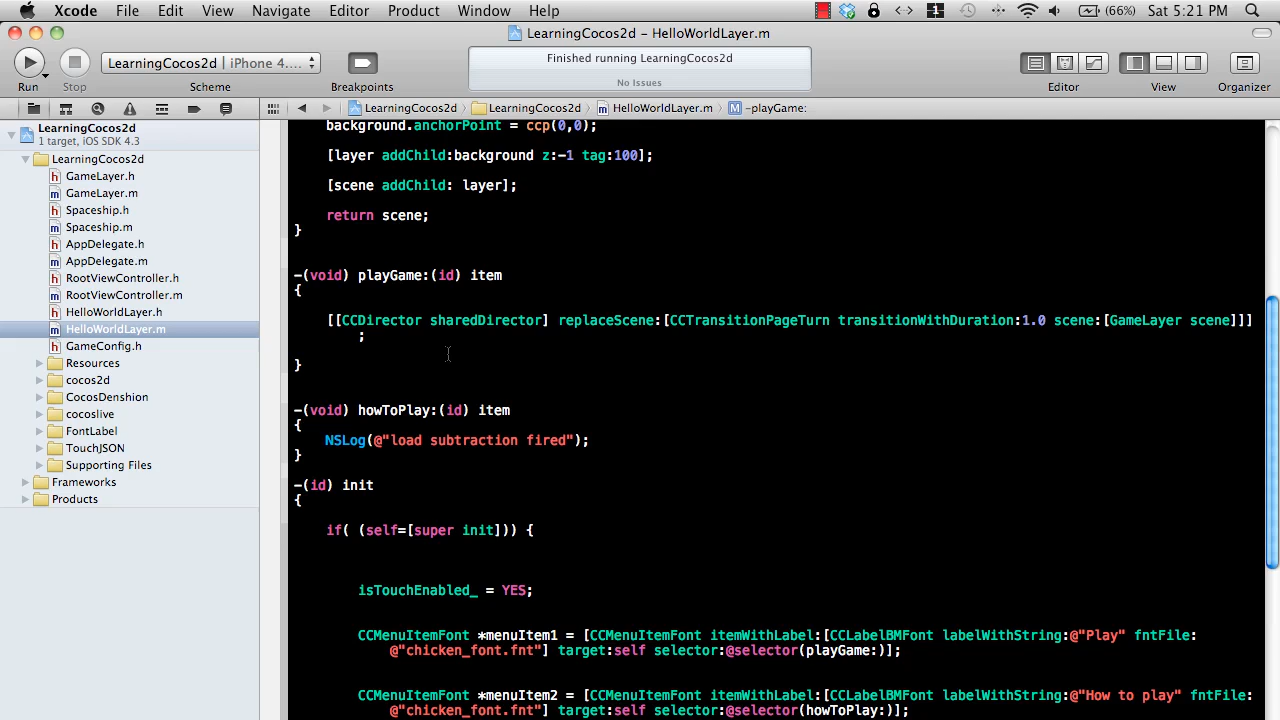 Xcode File Edit View Navigate Editor Product Window Help 1 (66%) Sat 5:21 PM
LearningCocos2d – HelloWorldLayer.m
LearningCocos2d iPhone 4....
Finished running LearningCocos2d
No Issues
Run Stop Scheme Breakpoints Editor View Organizer
LearningCocos2d LearningCocos2d HelloWorldLayer.m M -playGame:
LearningCocos2d
1 target, iOS SDK 4.3
LearningCocos2d
h GameLayer.h
m GameLayer.m
h Spaceship.h
m Spaceship.m
h AppDelegate.h
m AppDelegate.m
h RootViewController.h
m RootViewController.m
h HelloWorldLayer.h
m HelloWorldLayer.m
h GameConfig.h
Resources
cocos2d
CocosDenshion
cocoslive
FontLabel
TouchJSON
Supporting Files
Frameworks
Products
background.anchorPoint = ccp(0,0);
[layer addChild:background z:-1 tag:100];
[scene addChild: layer];
return scene;
}
-(void) playGame:(id) item
{
[[CCDirector sharedDirector] replaceScene:[CCTransitionPageTurn transitionWithDuration:1.0 scene:[GameLayer scene]]]
;
}
-(void) howToPlay:(id) item
{
NSLog(@"load subtraction fired");
}
-(id) init
{
if( (self=[super init])) {
isTouchEnabled_ = YES;
CCMenuItemFont *menuItem1 = [CCMenuItemFont itemWithLabel:[CCLabelBMFont labelWithString:@"Play" fntFile:
@"chicken_font.fnt"] target:self selector:@selector(playGame:)];
CCMenuItemFont *menuItem2 = [CCMenuItemFont itemWithLabel:[CCLabelBMFont labelWithString:@"How to play" fntFile:
@"chicken_font.fnt"] target:self selector:@selector(howToPlay:)];